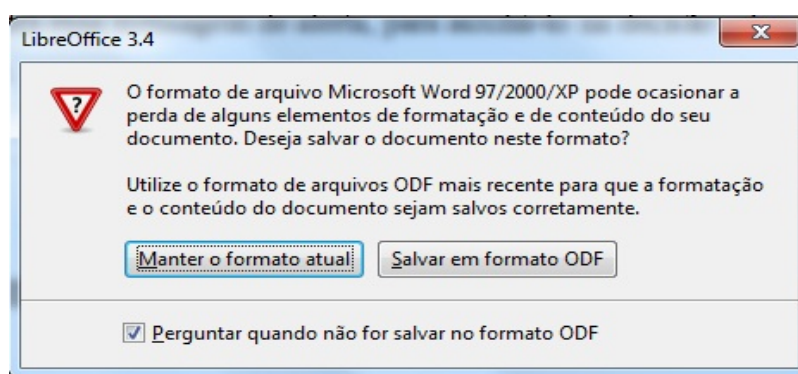 LibreOffice 3.4
O formato de arquivo Microsoft Word 97/2000/XP pode ocasionar a
perda de alguns elementos de formatação e de conteúdo do seu
documento. Deseja salvar o documento neste formato?
Utilize o formato de arquivos ODF mais recente para que a formatação
e o conteúdo do documento sejam salvos corretamente.
Manter o formato atual Salvar em formato ODF
Perguntar quando não for salvar no formato ODF